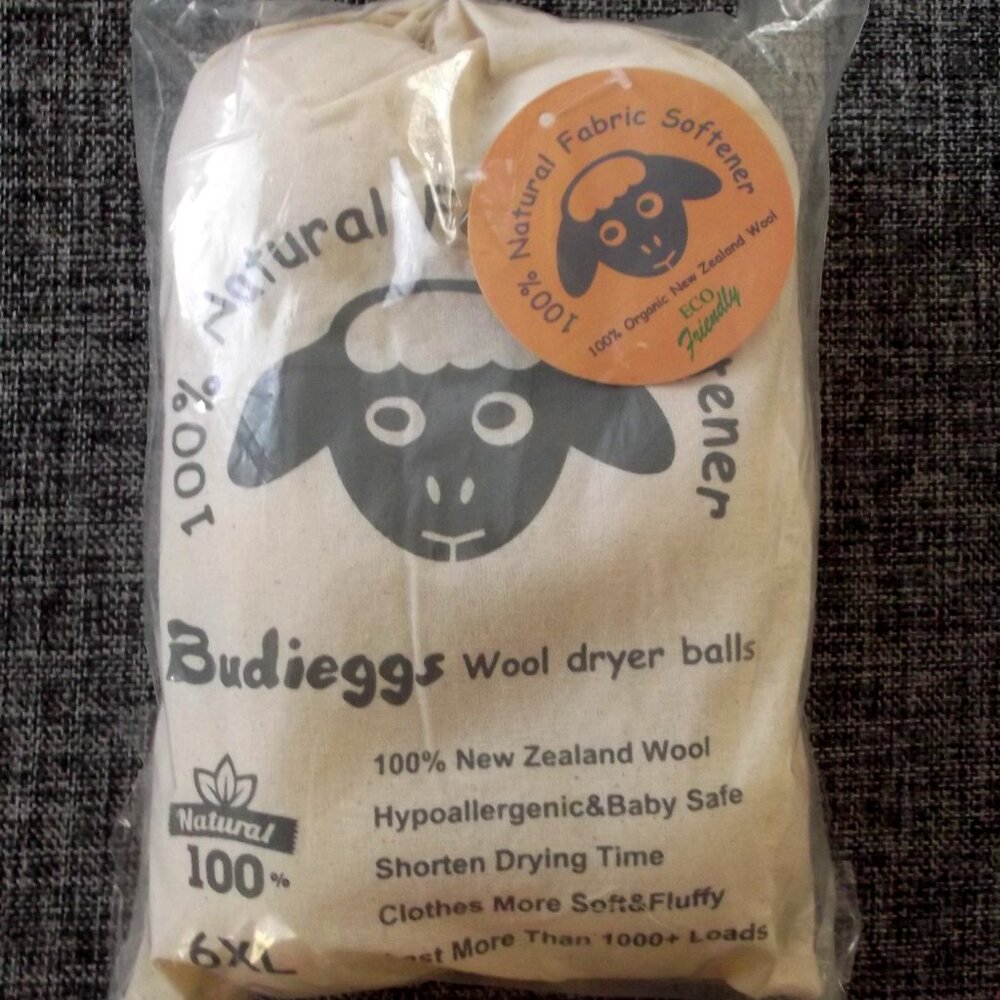 100% Natural Fabric Softener
100% Organic New Zealand Wool
ECO
Friendly
100% Natural
Budieggs Wool dryer balls
Natural
100%
6XL
100% New Zealand Wool
Hypoallergenic&Baby Safe
Shorten Drying Time
Clothes More Soft&Fluffy
More Than 1000+ Loads